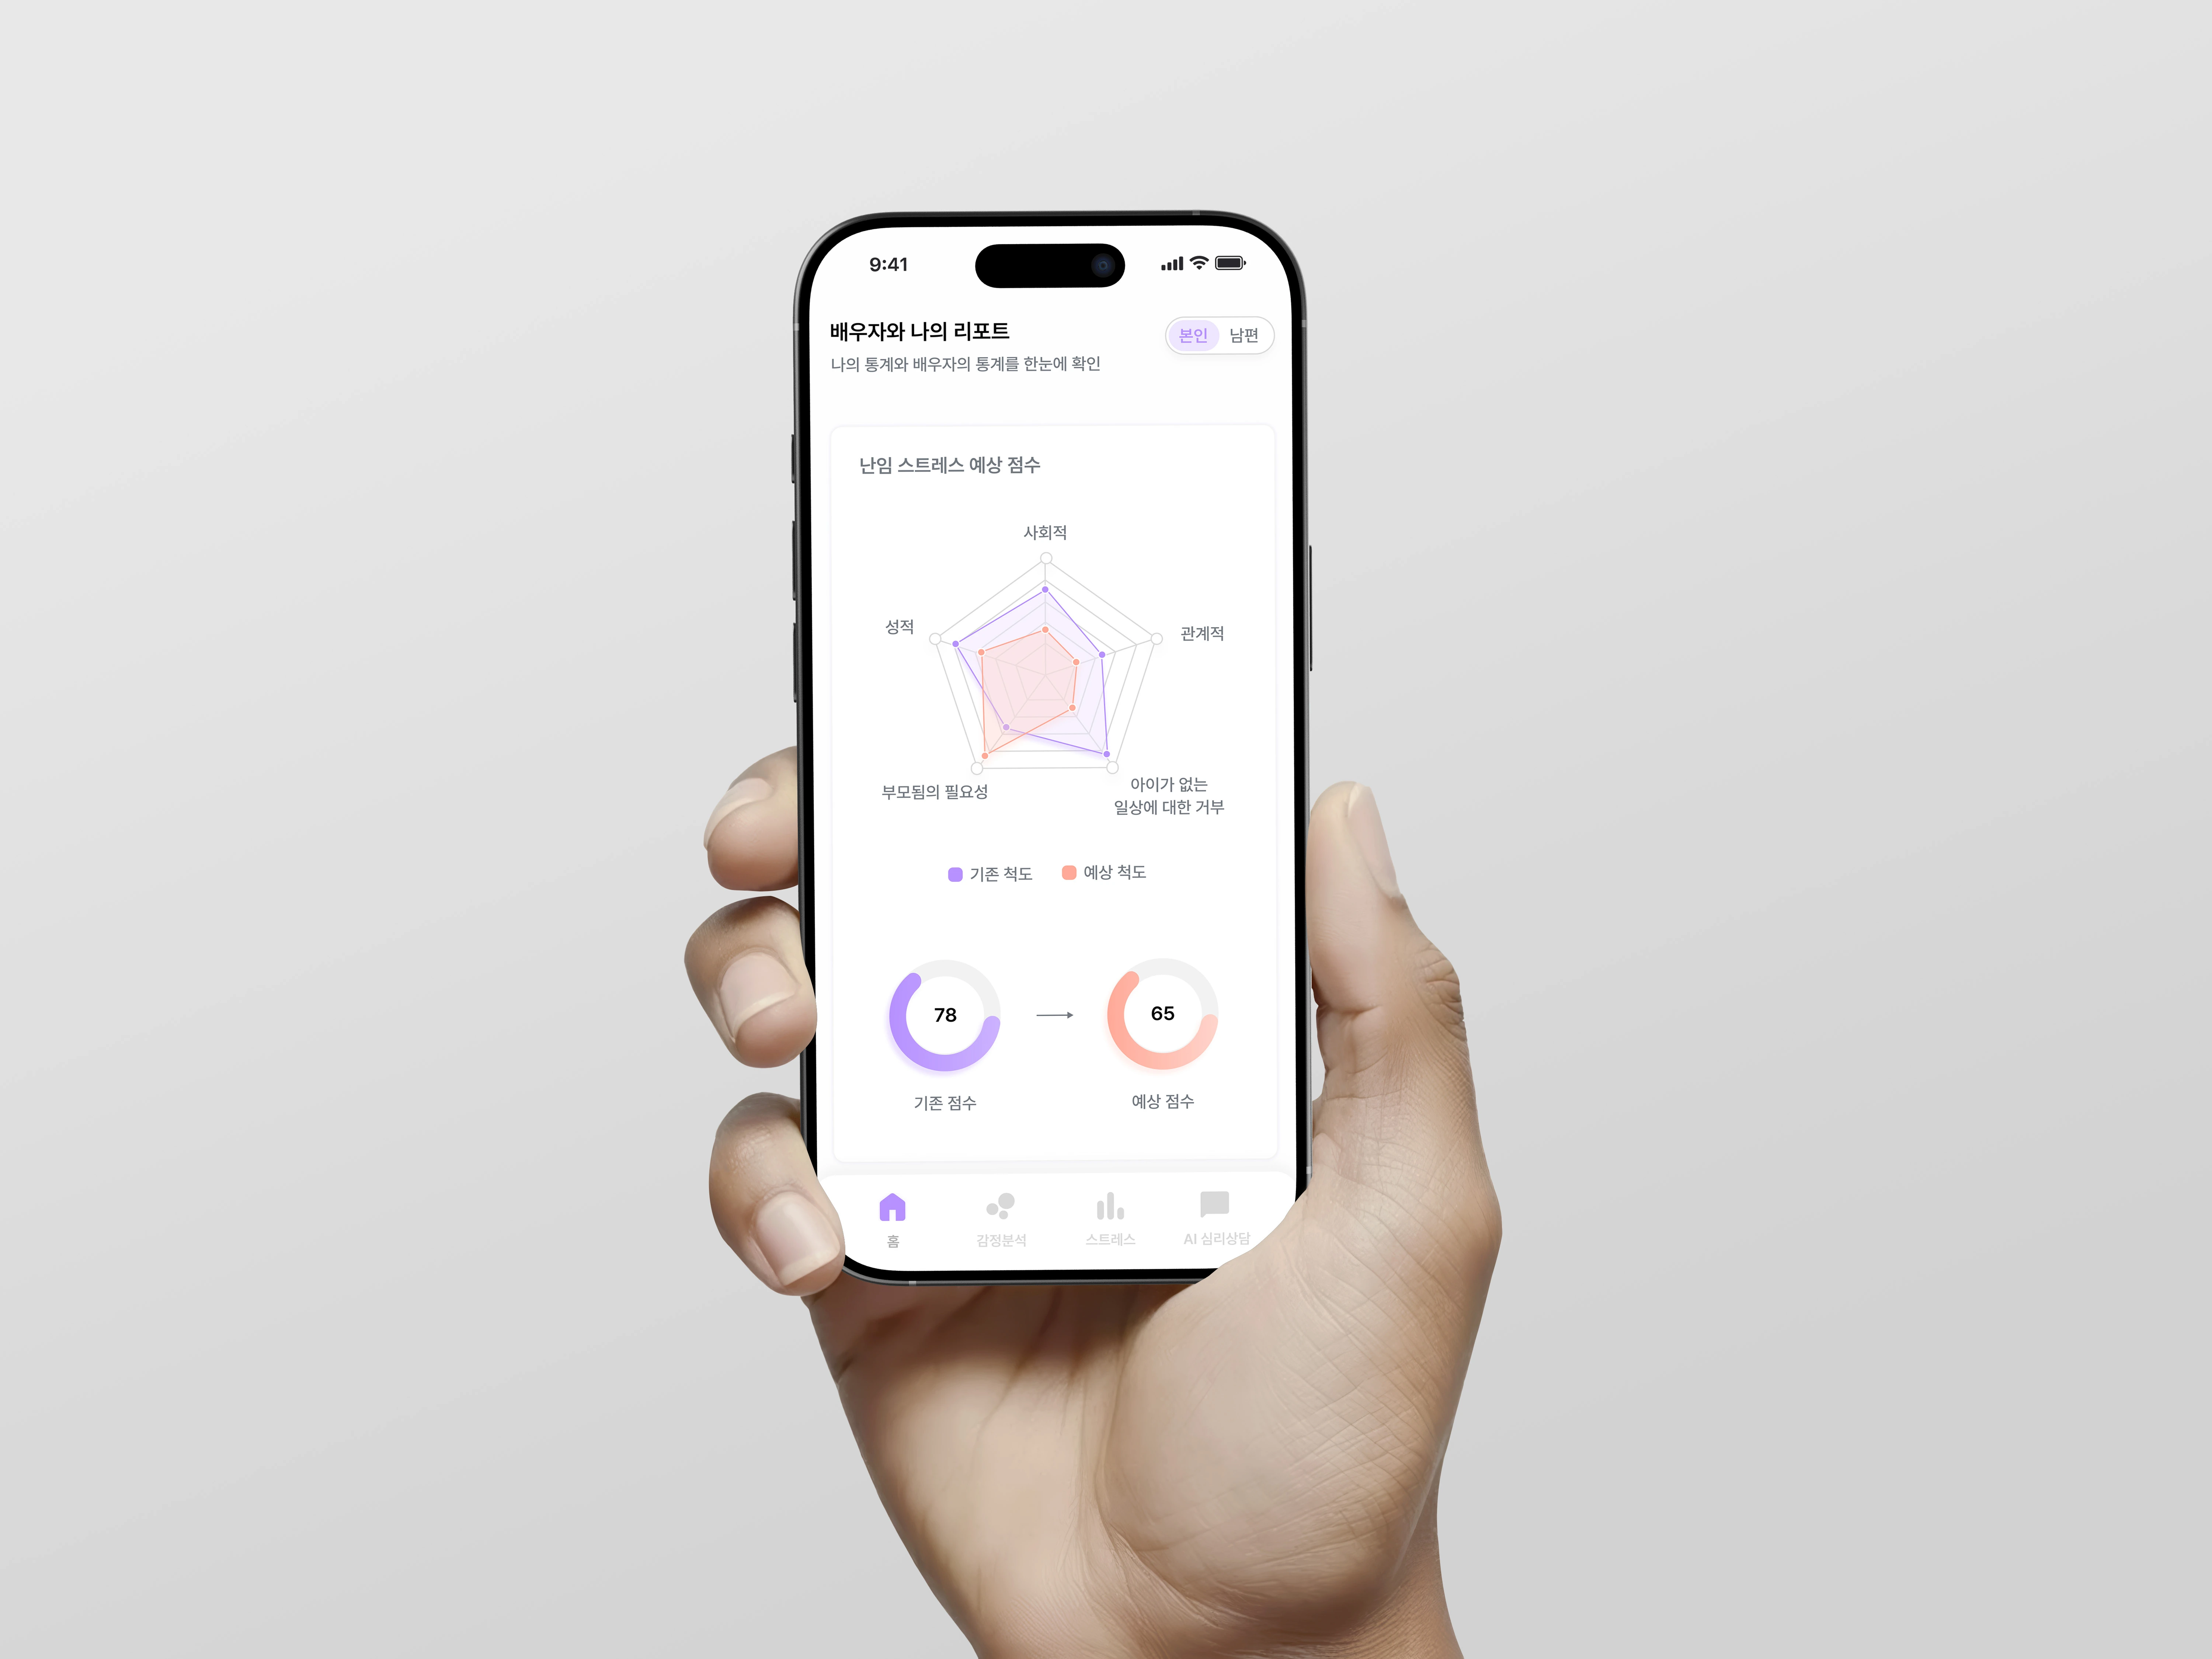 9:41
배우자와 나의 리포트
본인 남편
나의 통계와 배우자의 통계를 한눈에 확인
난임 스트레스 예상 점수
사회적
성적
관계적
부모됨의 필요성
아이가 없는
일상에 대한 거부
기존 척도 예상 척도
78 65
기존 점수 예상 점수
홈 감정분석 스트레스 AI 심리상담